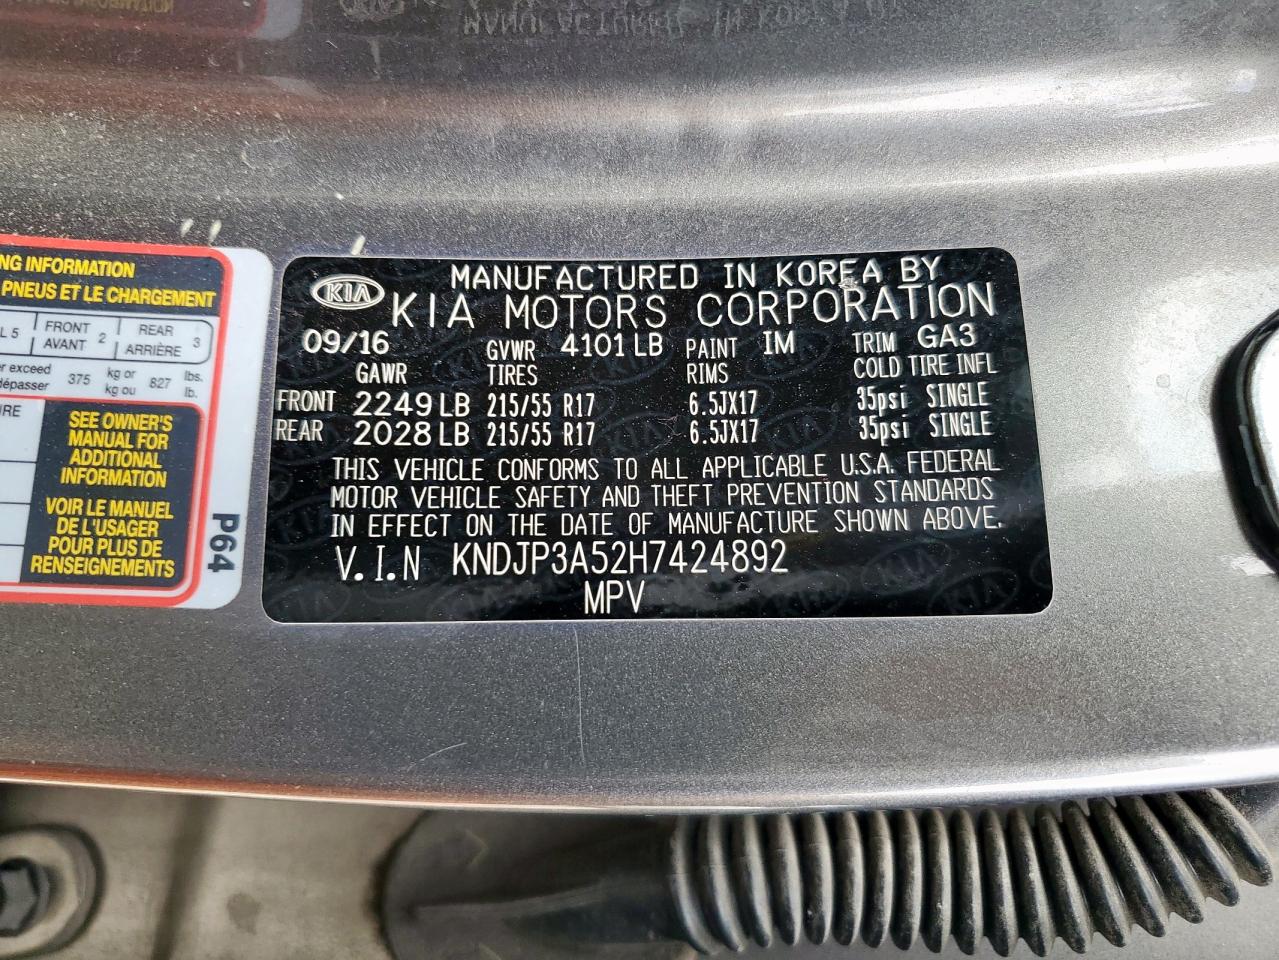 NG INFORMATION
PNEUS ET LE CHARGEMENT
L 5 FRONT AVANT 2 REAR ARRIÈRE 3
er exceed dépasser 375 kg or kg ou 827 lbs. lb.
RE
SEE OWNER'S
MANUAL FOR
ADDITIONAL
INFORMATION
VOIR LE MANUEL
DE L'USAGER
POUR PLUS DE
RENSEIGNEMENTS
P64
KIA
MANUFACTURED IN KOREA BY
KIA MOTORS CORPORATION
09/16 GVWR 4101 LB PAINT IM TRIM GA3
GAWR TIRES RIMS COLD TIRE INFL
FRONT 2249 LB 215/55 R17 6.5JX17 35psi SINGLE
REAR 2028 LB 215/55 R17 6.5JX17 35psi SINGLE
THIS VEHICLE CONFORMS TO ALL APPLICABLE U.S.A. FEDERAL
MOTOR VEHICLE SAFETY AND THEFT PREVENTION STANDARDS
IN EFFECT ON THE DATE OF MANUFACTURE SHOWN ABOVE.
V.I.N KNDJP3A52H7424892
MPV